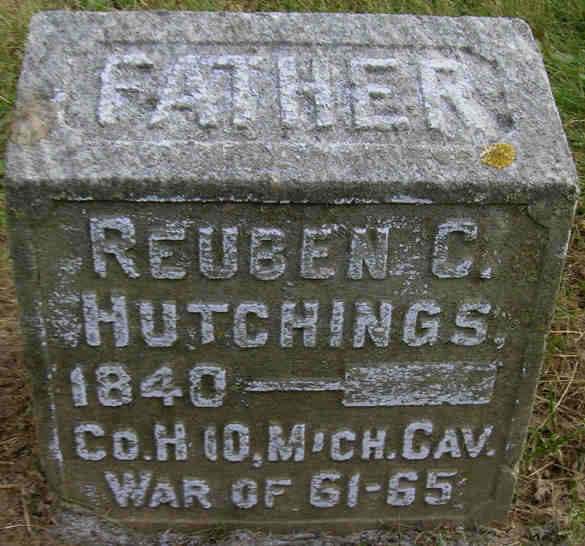 FATHER
REUBEN C.
HUTCHINGS.
1840 —
CO. H 10, MICH. CAV.
WAR OF 61-65